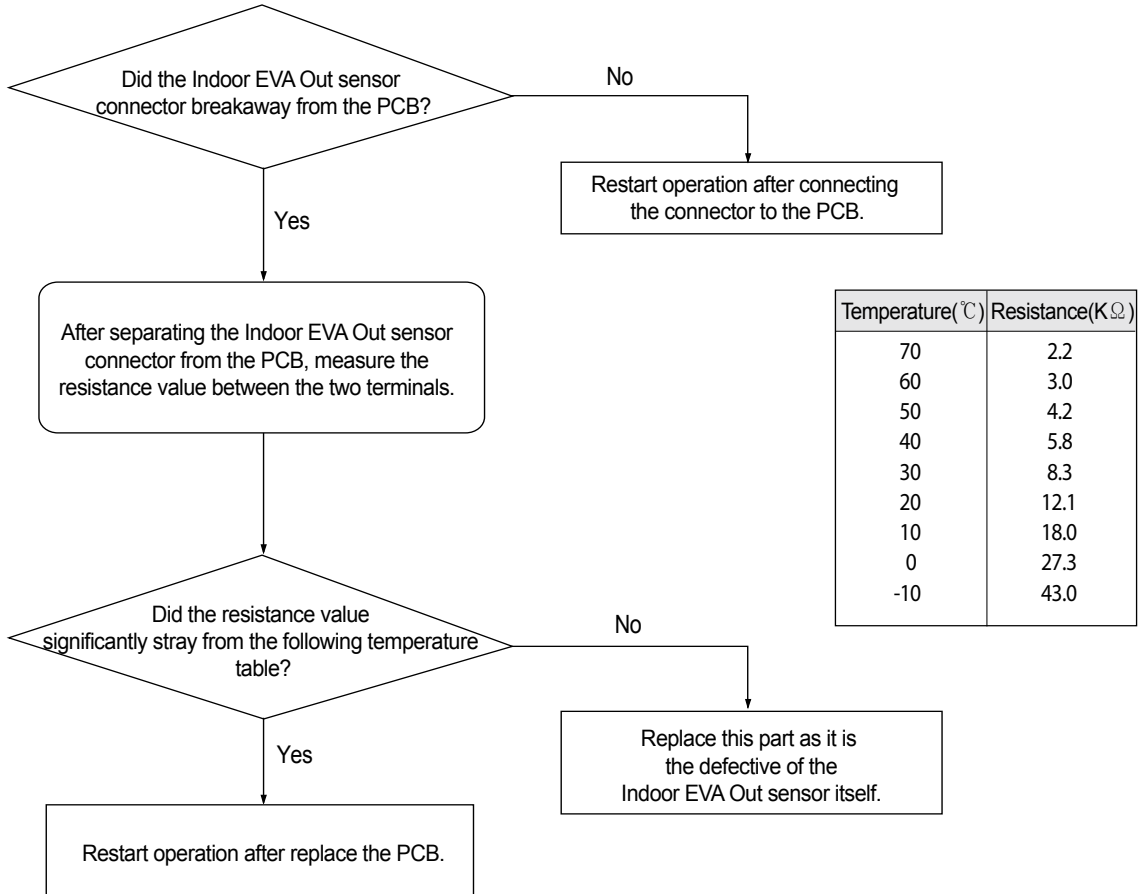 Did the Indoor EVA Out sensor
connector breakaway from the PCB?
No
Restart operation after connecting
the connector to the PCB.
Yes
After separating the Indoor EVA Out sensor
connector from the PCB, measure the
resistance value between the two terminals.
Temperature(℃) Resistance(KΩ)
70 2.2
60 3.0
50 4.2
40 5.8
30 8.3
20 12.1
10 18.0
0 27.3
-10 43.0
Did the resistance value
significantly stray from the following temperature
table?
No
Replace this part as it is
the defective of the
Indoor EVA Out sensor itself.
Yes
Restart operation after replace the PCB.